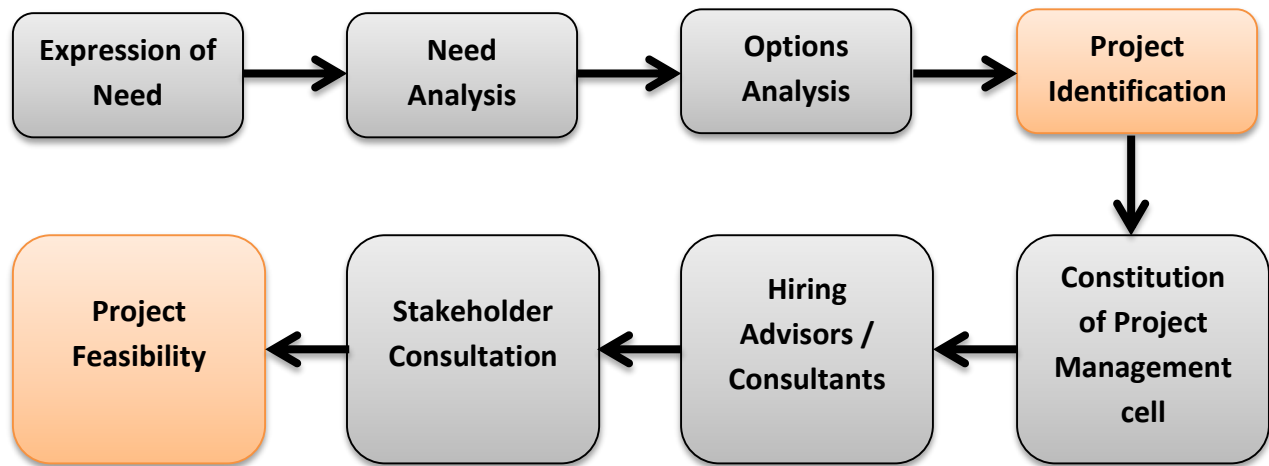 Expression of
Need
Need
Analysis
Options
Analysis
Project
Identification
Constitution
of Project
Management
cell
Hiring
Advisors /
Consultants
Stakeholder
Consultation
Project
Feasibility